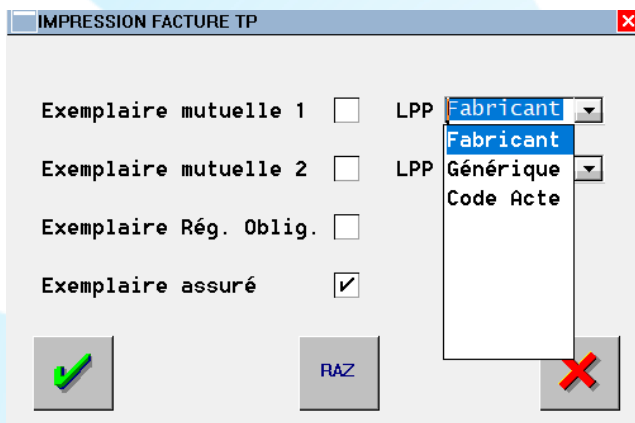 IMPRESSION FACTURE TP
Exemplaire mutuelle 1 LPP Fabricant
Fabricant
Exemplaire mutuelle 2 LPP Générique
Code Acte
Exemplaire Rég. Oblig.
Exemplaire assuré
RAZ